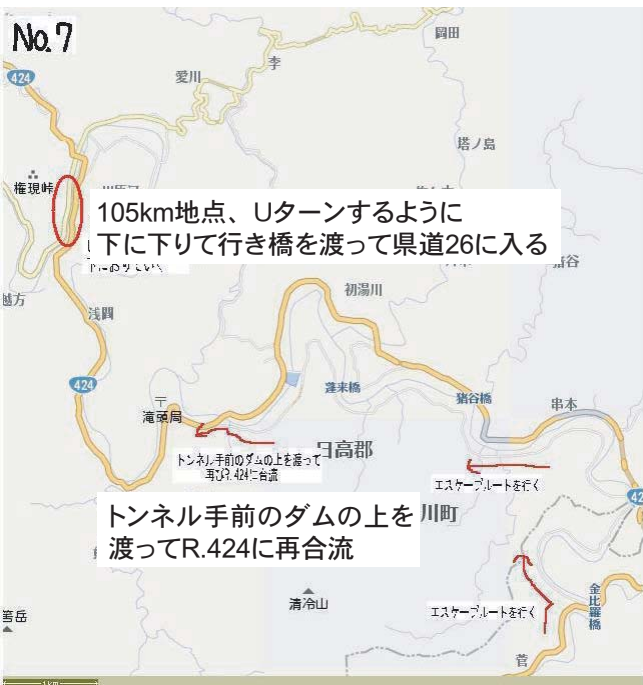 No.7
岡田
李
愛川
424
塔ノ島
権現峠
105km地点、Uターンするように
下に下りて行き橋を渡って県道26に入る
猪谷
越方
浅間
初湯川
424
〒
滝頭局
蓬来橋
猪谷橋
串本
日高郡
トンネル手前のダムの上を渡って
再びR.424に合流
エスケープルートを行く
42
トンネル手前のダムの上を
渡ってR.424に再合流
川町
清冷山
エスケープルートを行く
金比羅橋
菅
1km